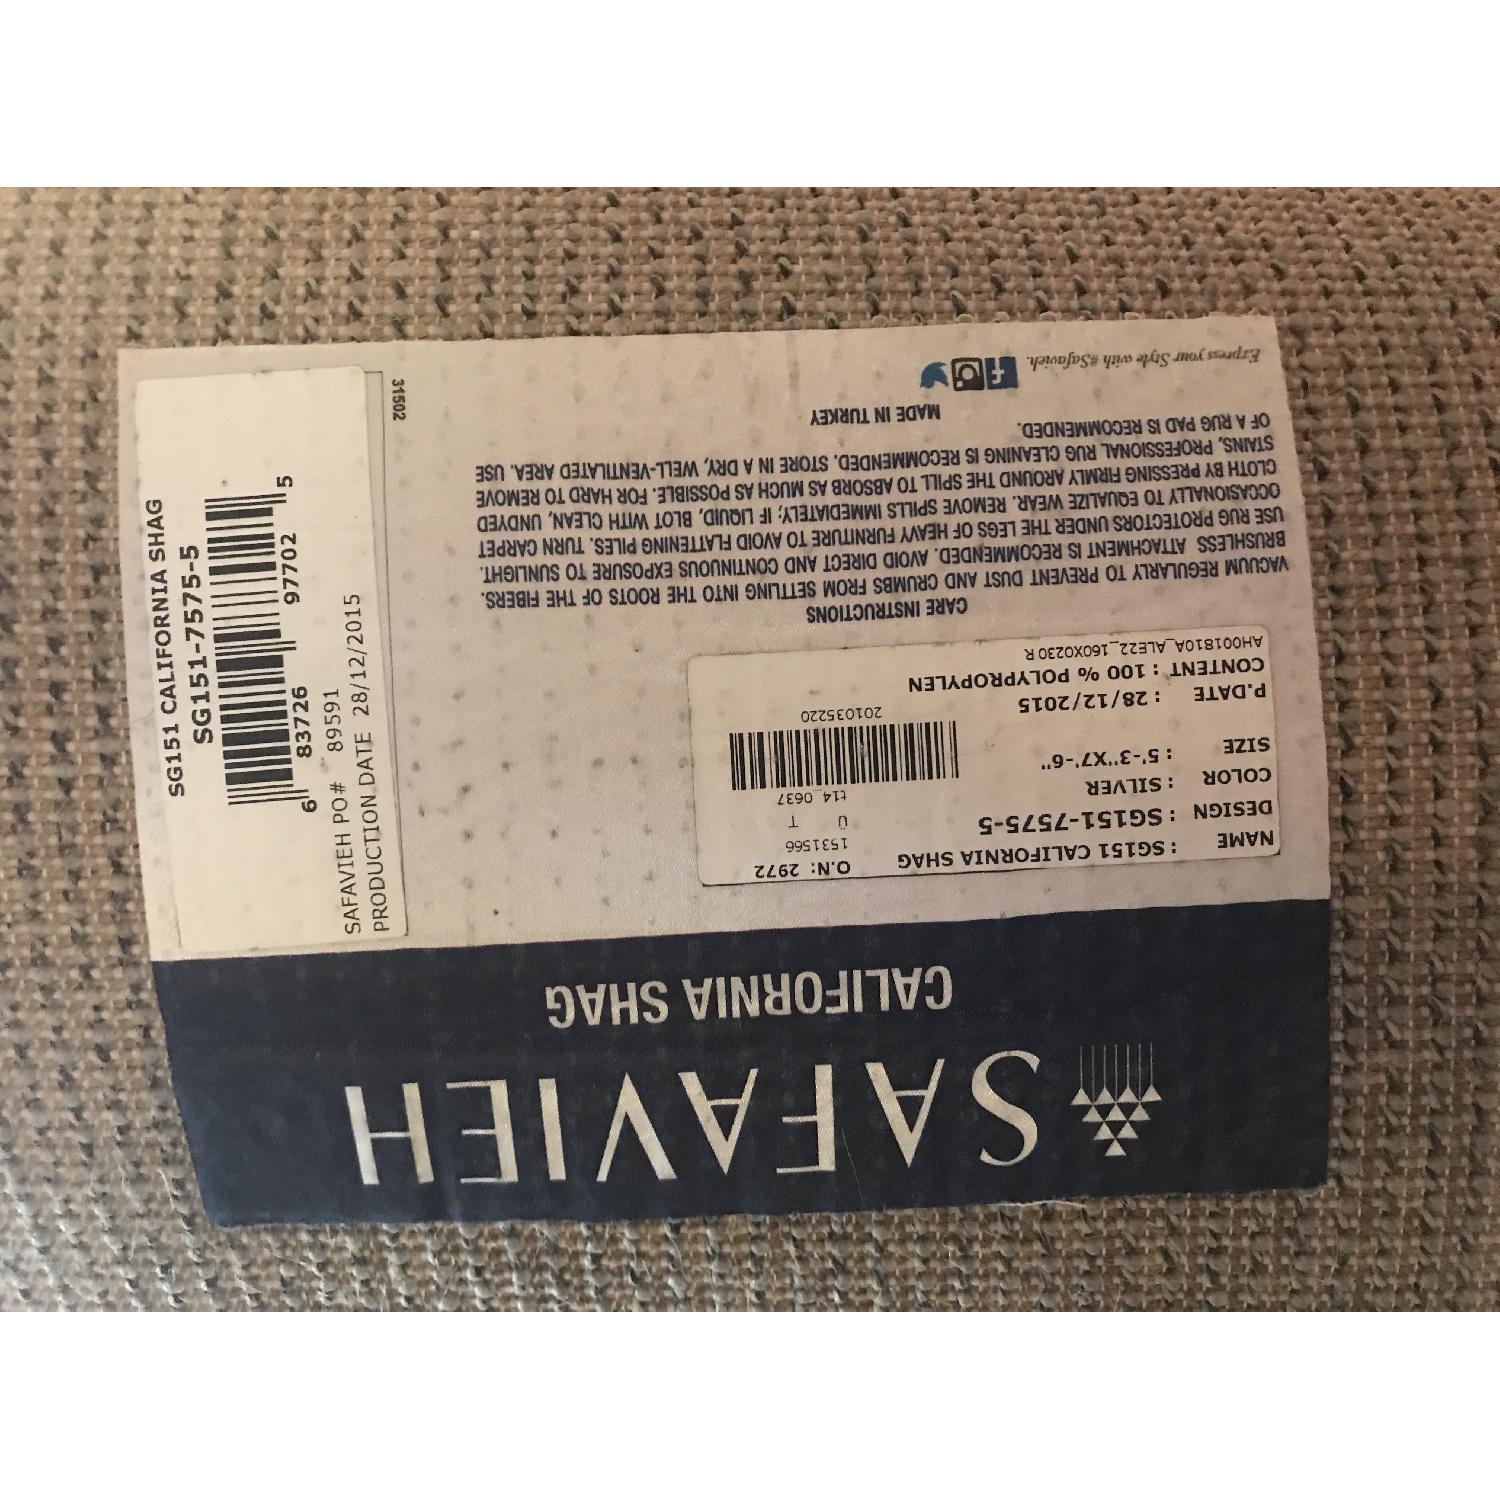 SAFAVIEH
CALIFORNIA SHAG
NAME : SG151 CALIFORNIA SHAG
O.N: 2972
DESIGN : SG151-7575-5
1531566
Ü T
COLOR : SILVER
t14 0637
SIZE : 5'-3"X7'-6"
P.DATE : 28/12/2015
201035220
CONTENT : 100 % POLYPROPYLEN
AH001810A_ALE22_160X0230 R
CARE INSTRUCTIONS
VACUUM REGULARLY TO PREVENT DUST AND CRUMBS FROM SETTLING INTO THE ROOTS OF THE FIBERS.
BRUSHLESS ATTACHMENT IS RECOMMENDED. AVOID DIRECT AND CONTINUOUS EXPOSURE TO SUNLIGHT.
USE RUG PROTECTORS UNDER THE LEGS OF HEAVY FURNITURE TO AVOID FLATTENING PILES. TURN CARPET
OCCASIONALLY TO EQUALIZE WEAR. REMOVE SPILLS IMMEDIATELY; IF LIQUID, BLOT WITH CLEAN, UNDYED
CLOTH BY PRESSING FIRMLY AROUND THE SPILL TO ABSORB AS MUCH AS POSSIBLE. FOR HARD TO REMOVE
STAINS, PROFESSIONAL RUG CLEANING IS RECOMMENDED. STORE IN A DRY, WELL-VENTILATED AREA. USE
OF A RUG PAD IS RECOMMENDED.
MADE IN TURKEY
Express your Style with #Safavieh.
SG151 CALIFORNIA SHAG
SG151-7575-5
6 83726 97702 5
SAFAVIEH PO# 89591
PRODUCTION DATE 28/12/2015
31502